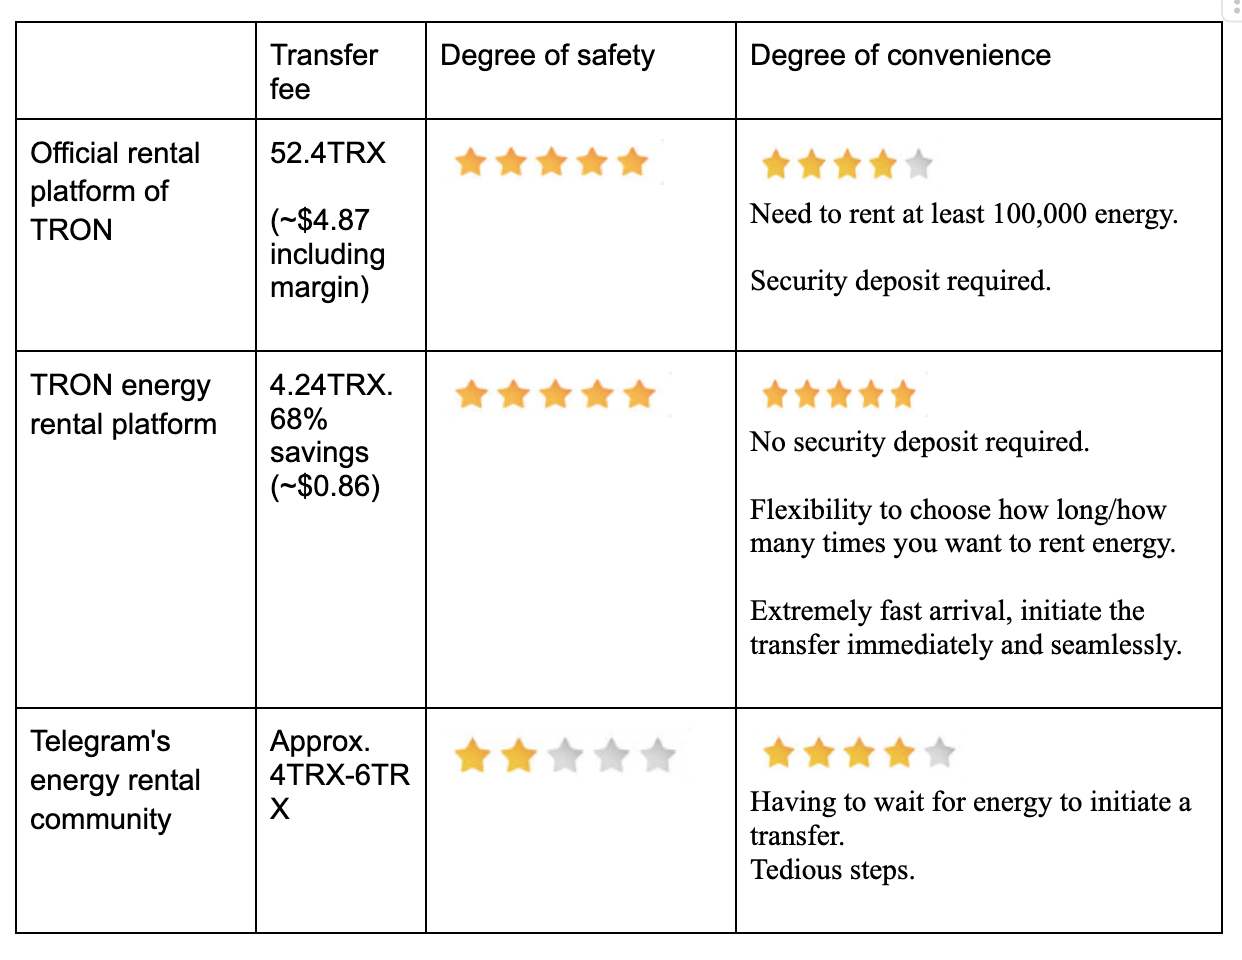 Transfer
fee
Degree of safety
Degree of convenience
Official rental
platform of
TRON
52.4TRX
(~$4.87
including
margin)
Need to rent at least 100,000 energy.
Security deposit required.
TRON energy
rental platform
4.24TRX.
68%
savings
(~$0.86)
No security deposit required.
Flexibility to choose how long/how
many times you want to rent energy.
Extremely fast arrival, initiate the
transfer immediately and seamlessly.
Telegram's
energy rental
community
Approx.
4TRX-6TR
X
Having to wait for energy to initiate a
transfer.
Tedious steps.